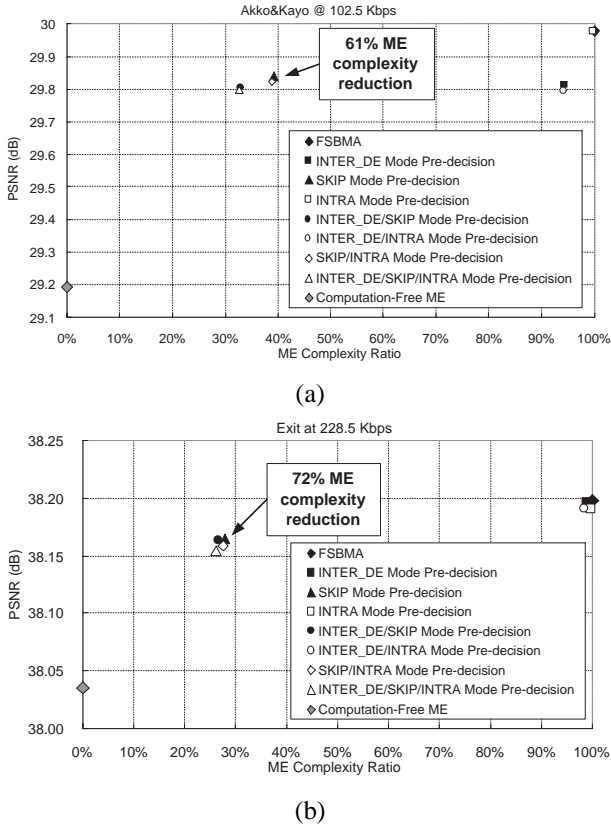 Akko&Kayo @ 102.5 Kbps
30
29.9
29.8
29.7
29.6
29.5
29.4
29.3
29.2
29.1
PSNR (dB)
61% ME
complexity
reduction
FSBMA
INTER_DE Mode Pre-decision
SKIP Mode Pre-decision
INTRA Mode Pre-decision
INTER_DE/SKIP Mode Pre-decision
INTER_DE/INTRA Mode Pre-decision
SKIP/INTRA Mode Pre-decision
INTER_DE/SKIP/INTRA Mode Pre-decision
Computation-Free ME
0% 10% 20% 30% 40% 50% 60% 70% 80% 90% 100%
ME Complexity Ratio
(a)
Exit at 228.5 Kbps
38.25
38.20
38.15
38.10
38.05
38.00
PSNR (dB)
72% ME
complexity
reduction
FSBMA
INTER_DE Mode Pre-decision
SKIP Mode Pre-decision
INTRA Mode Pre-decision
INTER_DE/SKIP Mode Pre-decision
INTER_DE/INTRA Mode Pre-decision
SKIP/INTRA Mode Pre-decision
INTER_DE/SKIP/INTRA Mode Pre-decision
Computation-Free ME
0% 10% 20% 30% 40% 50% 60% 70% 80% 90% 100%
ME Complexity Ratio
(b)